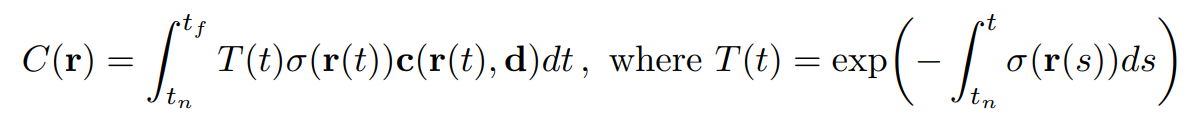 C(r) = ∫_{t_n}^{t_f} T(t)σ(r(t))c(r(t), d)dt , where T(t) = exp(− ∫_{t_n}^{t} σ(r(s))ds)